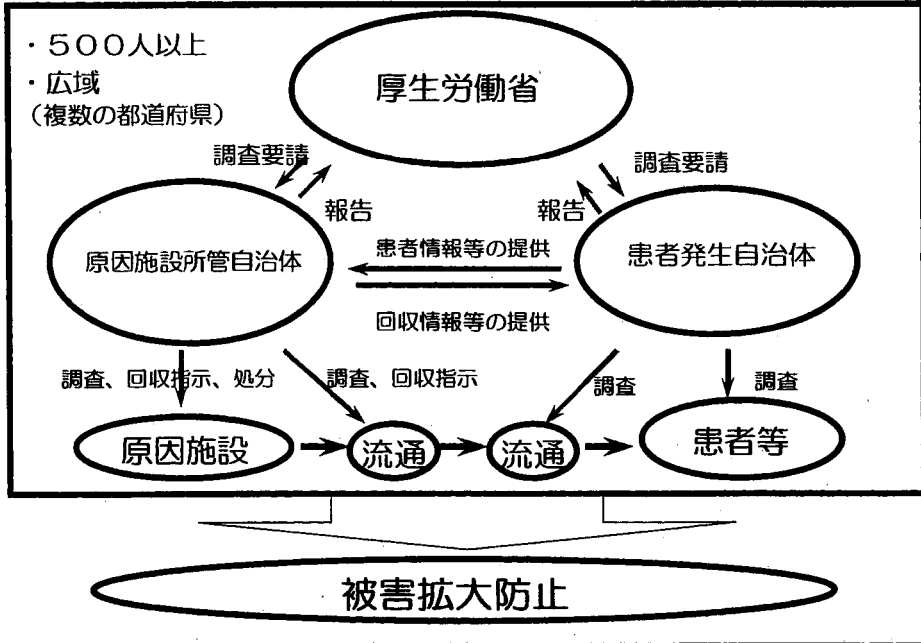 ・５００人以上
・広域
（複数の都道府県）
厚生労働省
調査要請
報告
調査要請
報告
原因施設所管自治体
患者情報等の提供
回収情報等の提供
患者発生自治体
調査、回収指示、処分
調査、回収指示
調査
調査
原因施設
流通
流通
患者等
被害拡大防止